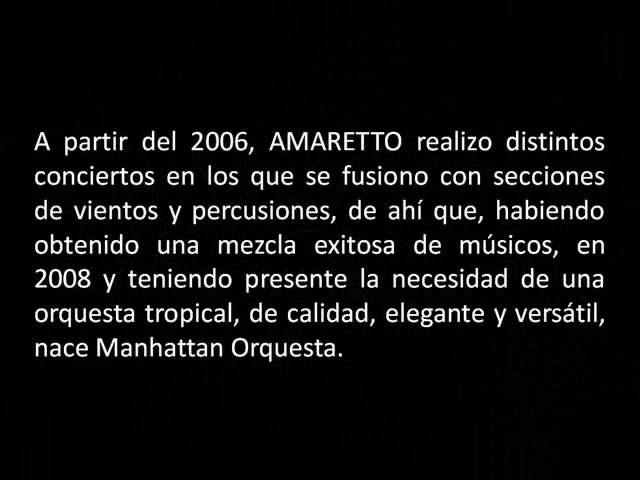 A partir del 2006, AMARETTO realizo distintos
conciertos en los que se fusiono con secciones
de vientos y percusiones, de ahí que, habiendo
obtenido una mezcla exitosa de músicos, en
2008 y teniendo presente la necesidad de una
orquesta tropical, de calidad, elegante y versátil,
nace Manhattan Orquesta.